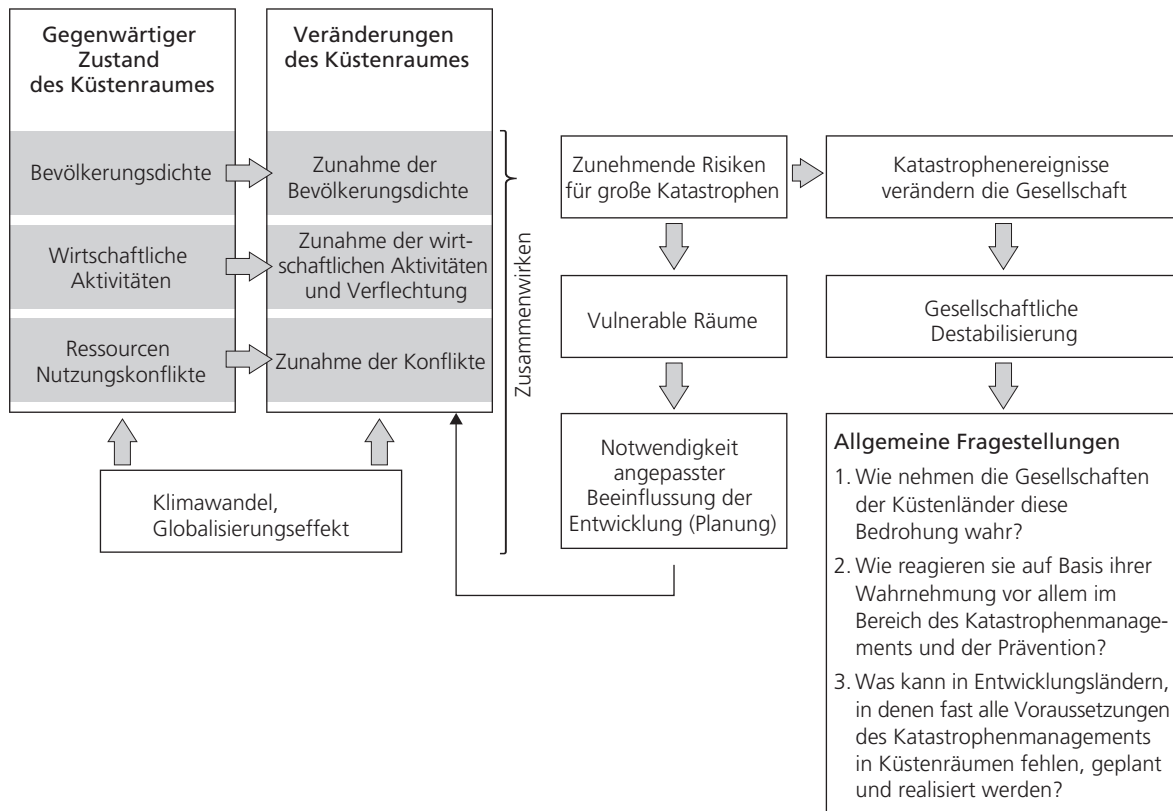 Gegenwärtiger
Zustand
des Küstenraumes
Bevölkerungsdichte
Wirtschaftliche
Aktivitäten
Ressourcen
Nutzungskonflikte
Veränderungen
des Küstenraumes
Zunahme der
Bevölkerungsdichte
Zunahme der wirt-
schaftlichen Aktivitäten
und Verflechtung
Zunahme der Konflikte
Klimawandel,
Globalisierungseffekt
Zusammenwirken
Zunehmende Risiken
für große Katastrophen
Vulnerable Räume
Notwendigkeit
angepasster
Beeinflussung der
Entwicklung (Planung)
Katastrophenereignisse
verändern die Gesellschaft
Gesellschaftliche
Destabilisierung
Allgemeine Fragestellungen
1. Wie nehmen die Gesellschaften
der Küstenländer diese
Bedrohung wahr?
2. Wie reagieren sie auf Basis ihrer
Wahrnehmung vor allem im
Bereich des Katastrophenmanage-
ments und der Prävention?
3. Was kann in Entwicklungsländern,
in denen fast alle Voraussetzungen
des Katastrophenmanagements
in Küstenräumen fehlen, geplant
und realisiert werden?